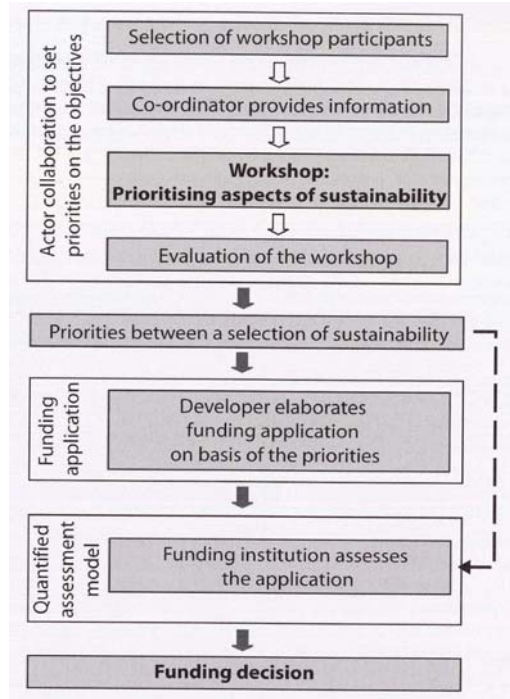 Actor collaboration to set
priorities on the objectives
Selection of workshop participants
Co-ordinator provides information
Workshop:
Prioritising aspects of sustainability
Evaluation of the workshop
Priorities between a selection of sustainability
Funding
application
Developer elaborates
funding application
on basis of the priorities
Quantified
assessment
model
Funding institution assesses
the application
Funding decision